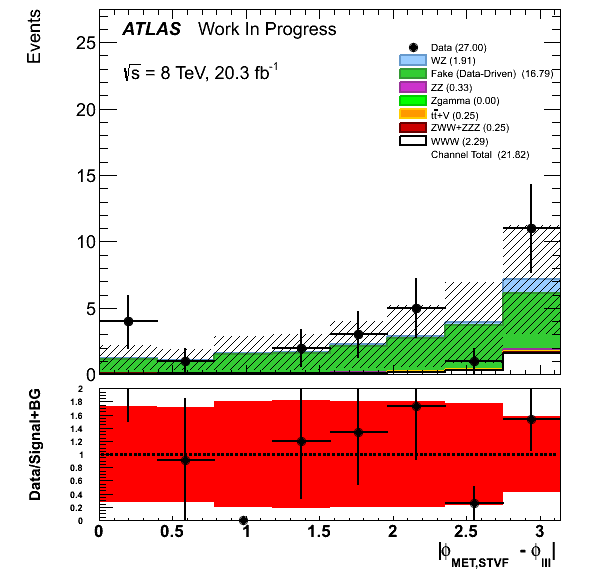 Events
ATLAS Work In Progress
√s = 8 TeV, 20.3 fb⁻¹
Data (27.00)
WZ (1.91)
Fake (Data-Driven) (16.79)
ZZ (0.33)
Zgamma (0.00)
tt̄+V (0.25)
ZWW+ZZZ (0.25)
WWW (2.29)
Channel Total (21.82)
25
20
15
10
5
0
Data/Signal+BG
2
1.8
1.6
1.4
1.2
1
0.8
0.6
0.4
0.2
0
0 0.5 1 1.5 2 2.5 3
|ϕMET,STVF - ϕlll|